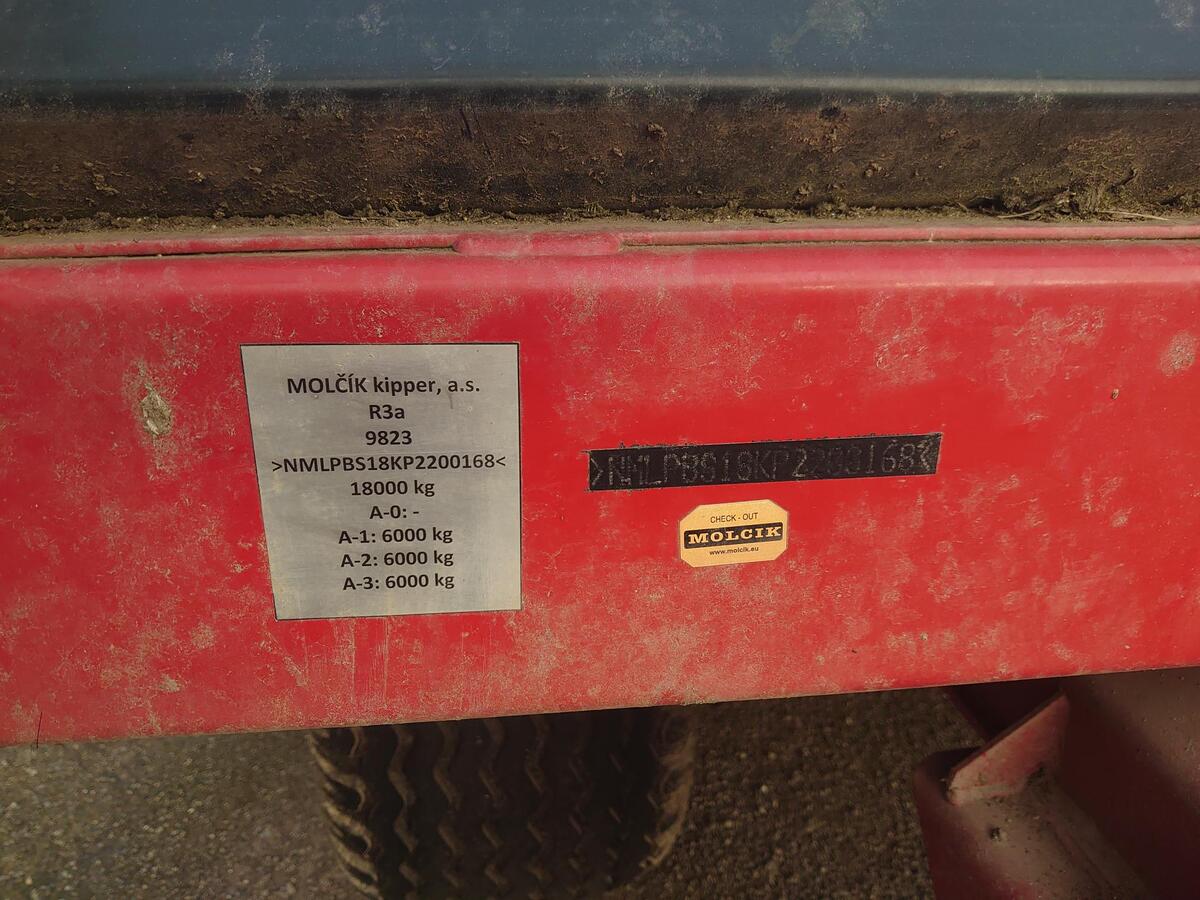 MOLČÍK kipper, a.s.
R3a
9823
>NMLPBS18KP2200168<
18000 kg
A-0: -
A-1: 6000 kg
A-2: 6000 kg
A-3: 6000 kg
>NMLPBS18KP2200168<
CHECK - OUT
MOLCIK
www.molcik.eu